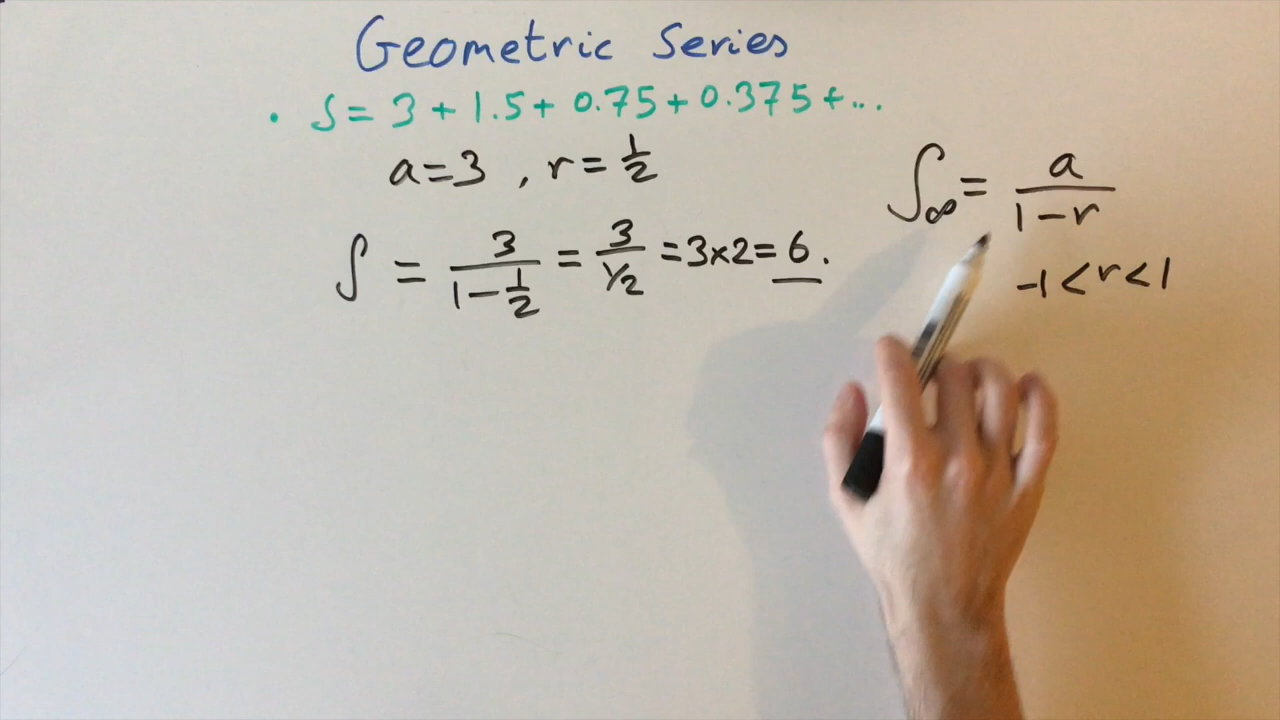 Geometric Series
• S = 3 + 1.5 + 0.75 + 0.375 + ...
a = 3 , r = 1/2
S = 3/(1 - 1/2) = 3/(1/2) = 3×2 = 6.
S∞ = a/(1 - r)
-1 < r < 1